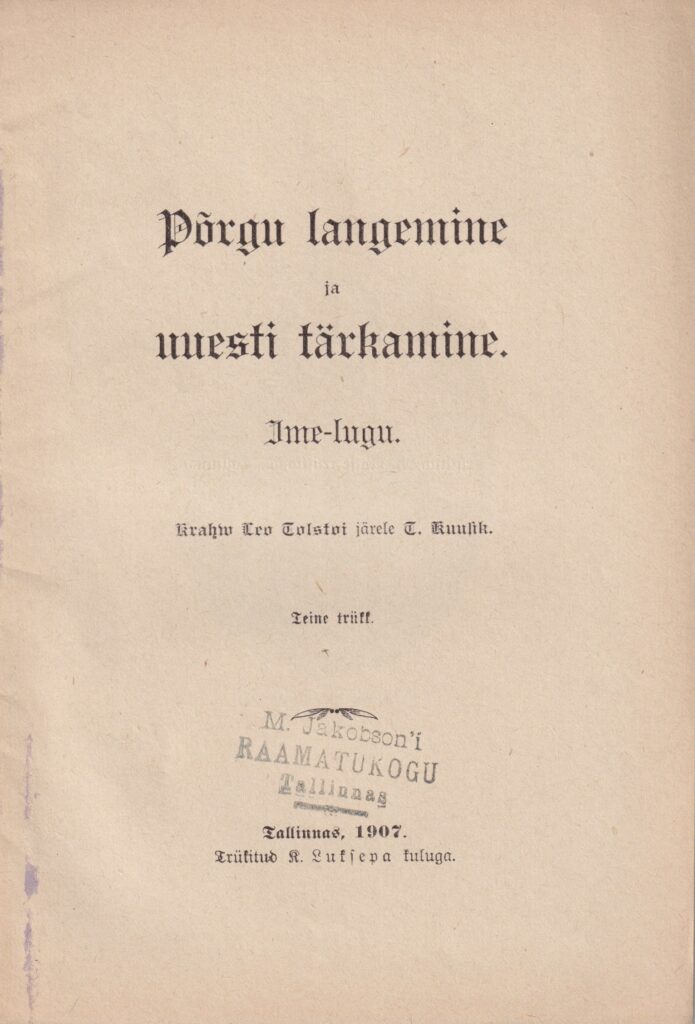 Põrgu langemine
ja
uuesti tärkamine.
Ime-lugu.
Krahw Leo Tolstoi järele T. Kuusik.
Teine trükk.
M. Jakobson'i
RAAMATUKOGU
Tallinnas
Tallinnas, 1907.
Trükitud K. Luksepa kuluga.